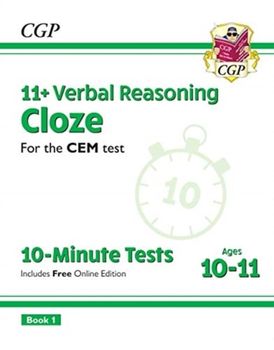 CGP
CGP
11+ Verbal Reasoning
Cloze
For the CEM test
10
10-Minute Tests
Includes Free Online Edition
Ages
10-11
Book 1